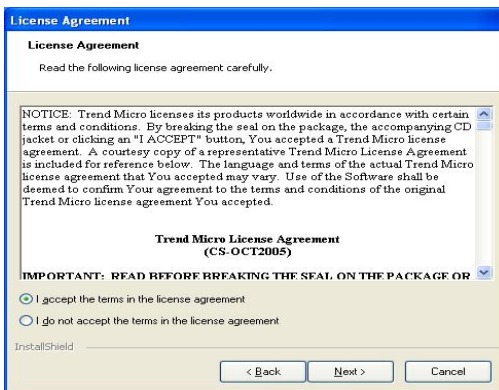 License Agreement
License Agreement
Read the following license agreement carefully.
NOTICE: Trend Micro licenses its products worldwide in accordance with certain
terms and conditions. By breaking the seal on the package, the accompanying CD
jacket or clicking an "I ACCEPT" button, You accepted a Trend Micro license
agreement. A courtesy copy of a representative Trend Micro License Agreement
is included for reference below. The language and terms of the actual Trend Micro
license agreement that You accepted may vary. Use of the Software shall be
deemed to confirm Your agreement to the terms and conditions of the original
Trend Micro license agreement You accepted.
Trend Micro License Agreement
(CS-OCT2005)
IMPORTANT: READ BEFORE BREAKING THE SEAL ON THE PACKAGE OR
I accept the terms in the license agreement
I do not accept the terms in the license agreement
InstallShield
< Back
Next >
Cancel